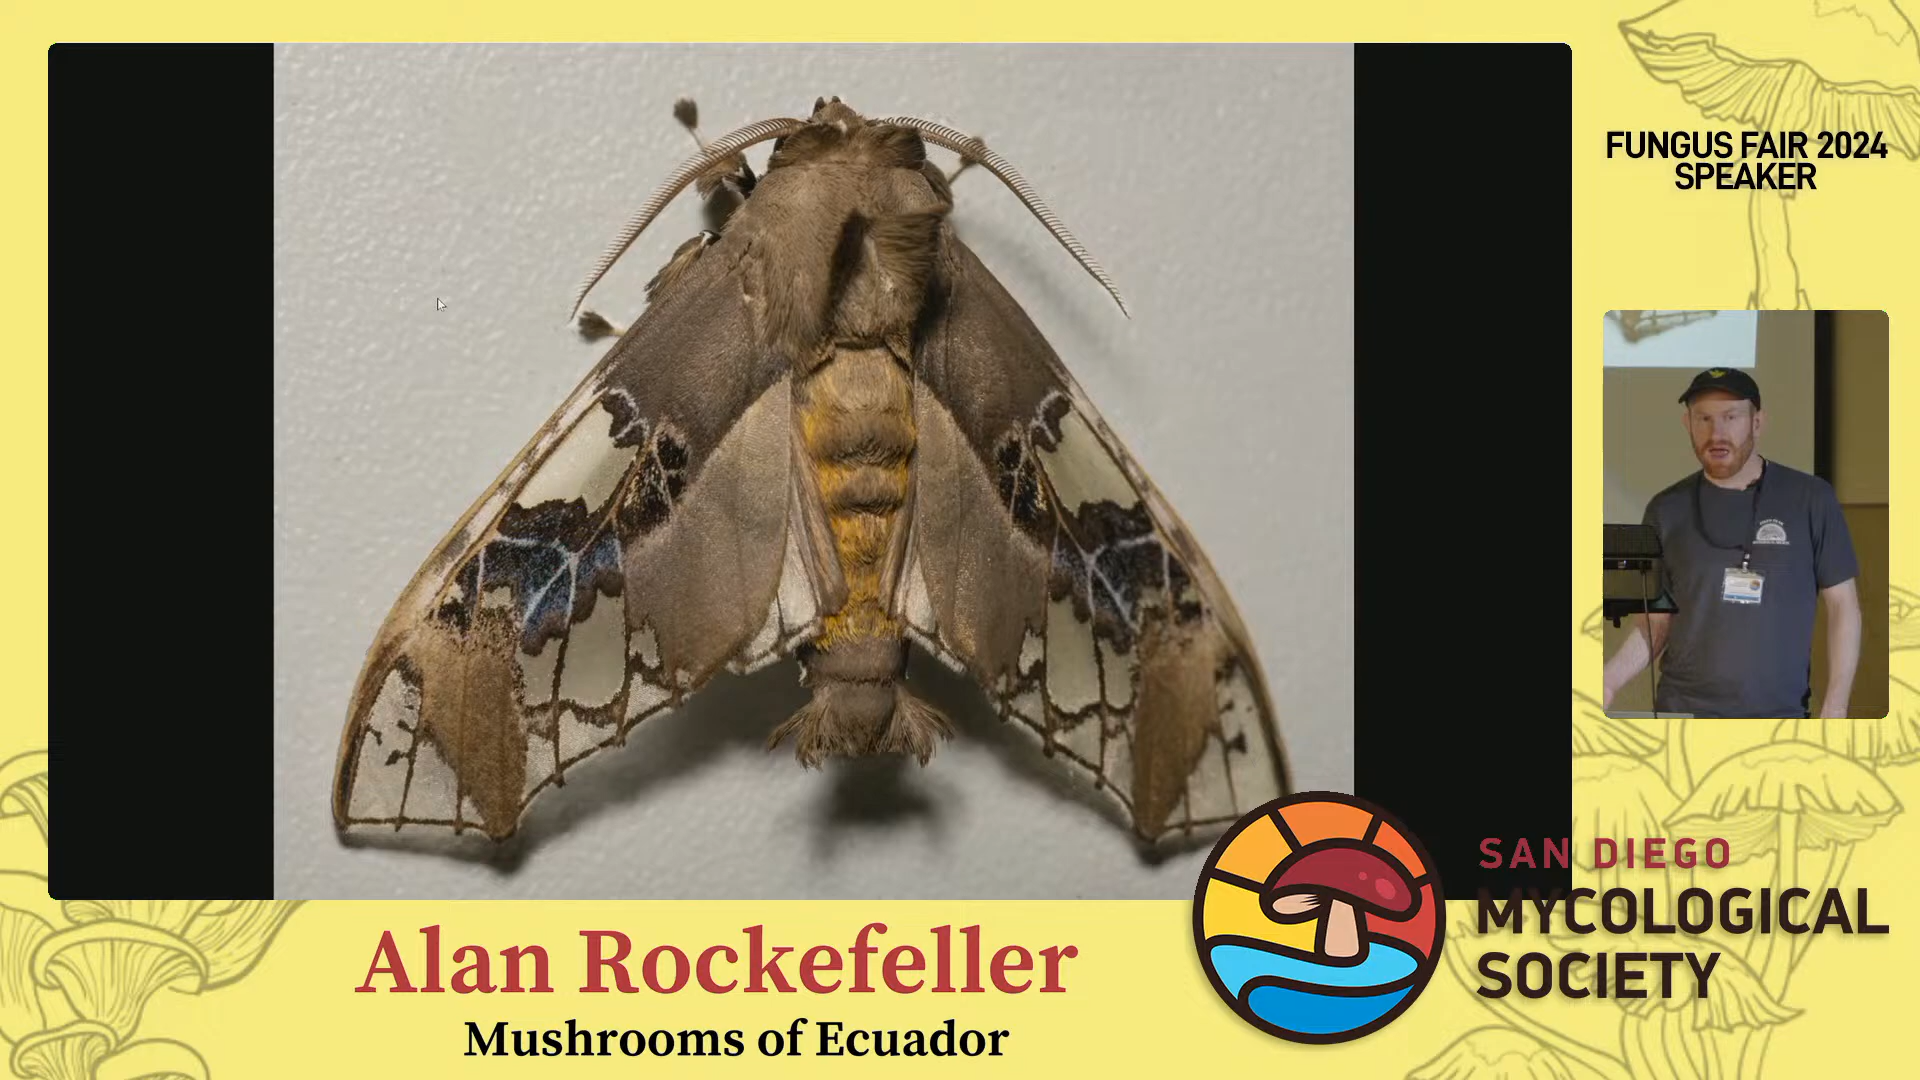 FUNGUS FAIR 2024
SPEAKER
Alan Rockefeller
Mushrooms of Ecuador
SAN DIEGO
MYCOLOGICAL
SOCIETY